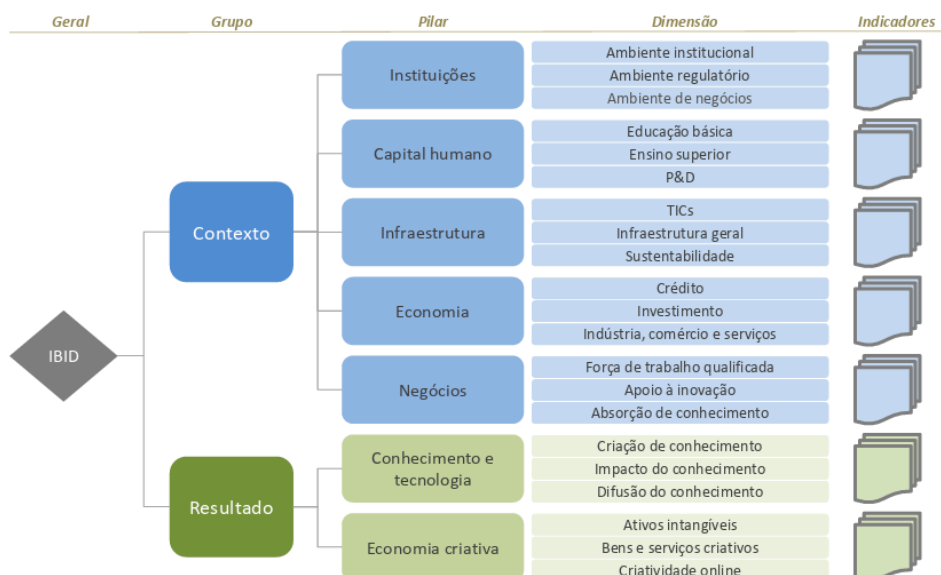 Geral Grupo Pilar Dimensão Indicadores
Instituições
Ambiente institucional
Ambiente regulatório
Ambiente de negócios
Capital humano
Educação básica
Ensino superior
P&D
Contexto
Infraestrutura
TICs
Infraestrutura geral
Sustentabilidade
Economia
Crédito
Investimento
Indústria, comércio e serviços
IBID
Negócios
Força de trabalho qualificada
Apoio à inovação
Absorção de conhecimento
Resultado
Conhecimento e
tecnologia
Criação de conhecimento
Impacto do conhecimento
Difusão do conhecimento
Economia criativa
Ativos intangíveis
Bens e serviços criativos
Criatividade online